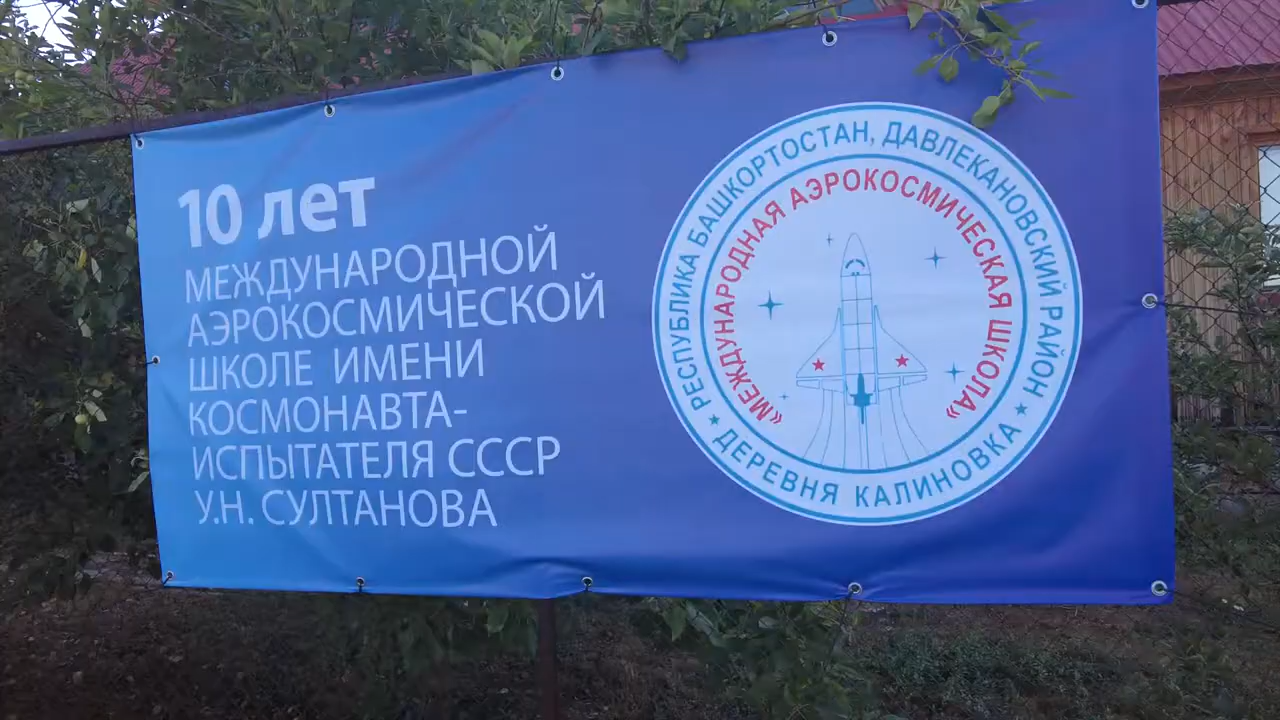 10 лет
МЕЖДУНАРОДНОЙ
АЭРОКОСМИЧЕСКОЙ
ШКОЛЕ ИМЕНИ
КОСМОНАВТА-
ИСПЫТАТЕЛЯ СССР
У.Н. СУЛТАНОВА
РЕСПУБЛИКА БАШКОРТОСТАН, ДАВЛЕКАНОВСКИЙ РАЙОН
★ ДЕРЕВНЯ КАЛИНОВКА ★
«МЕЖДУНАРОДНАЯ АЭРОКОСМИЧЕСКАЯ ШКОЛА»